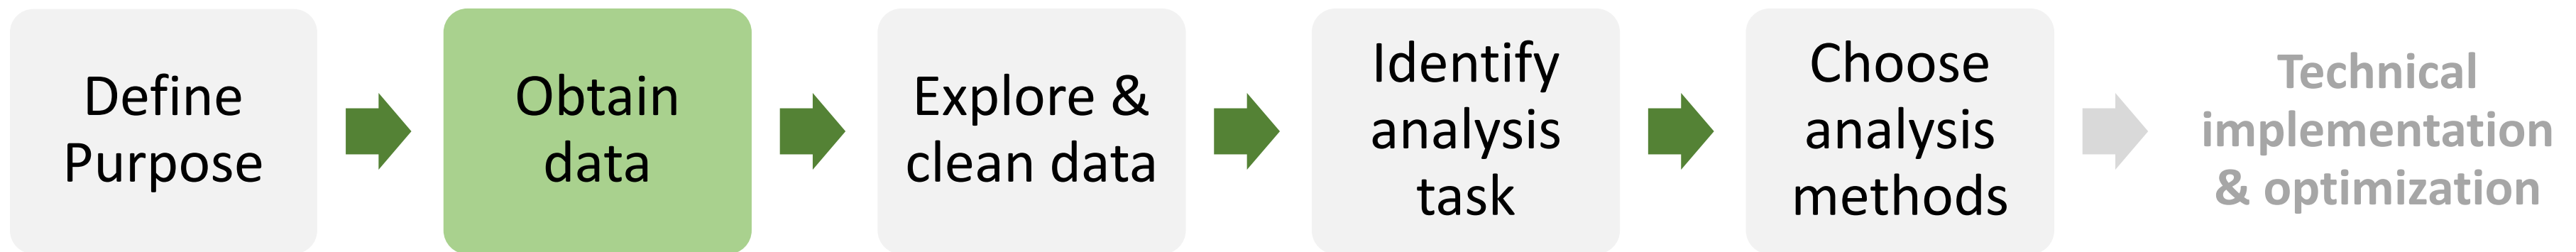 Define
Purpose
Obtain
data
Explore &
clean data
Identify
analysis
task
Choose
analysis
methods
Technical
implementation
& optimization